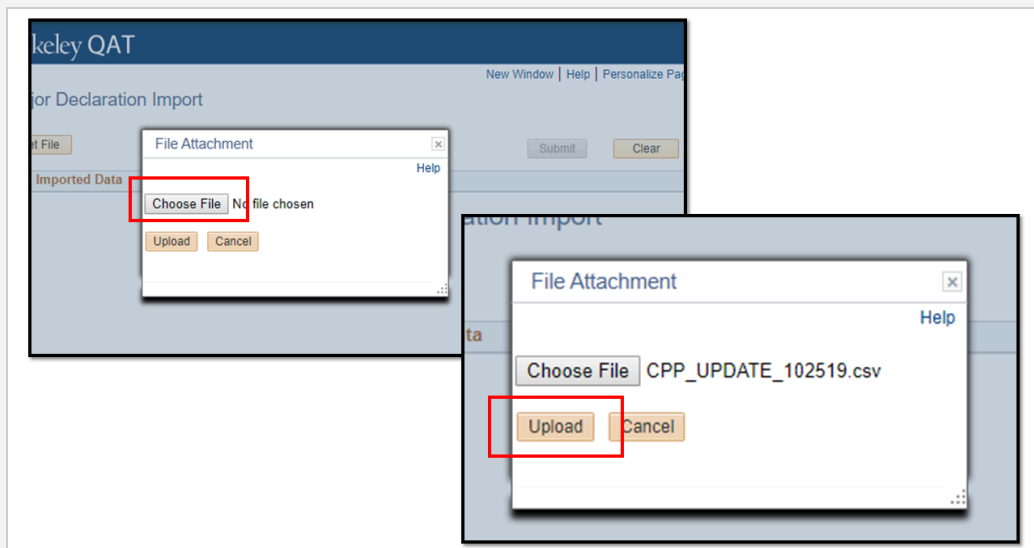 keley QAT
New Window | Help | Personalize Pag
jor Declaration Import
et File
Submit
Clear
Imported Data
File Attachment
Help
Choose File No file chosen
Upload Cancel
ation Import
ta
File Attachment
Help
Choose File CPP_UPDATE_102519.csv
Upload Cancel